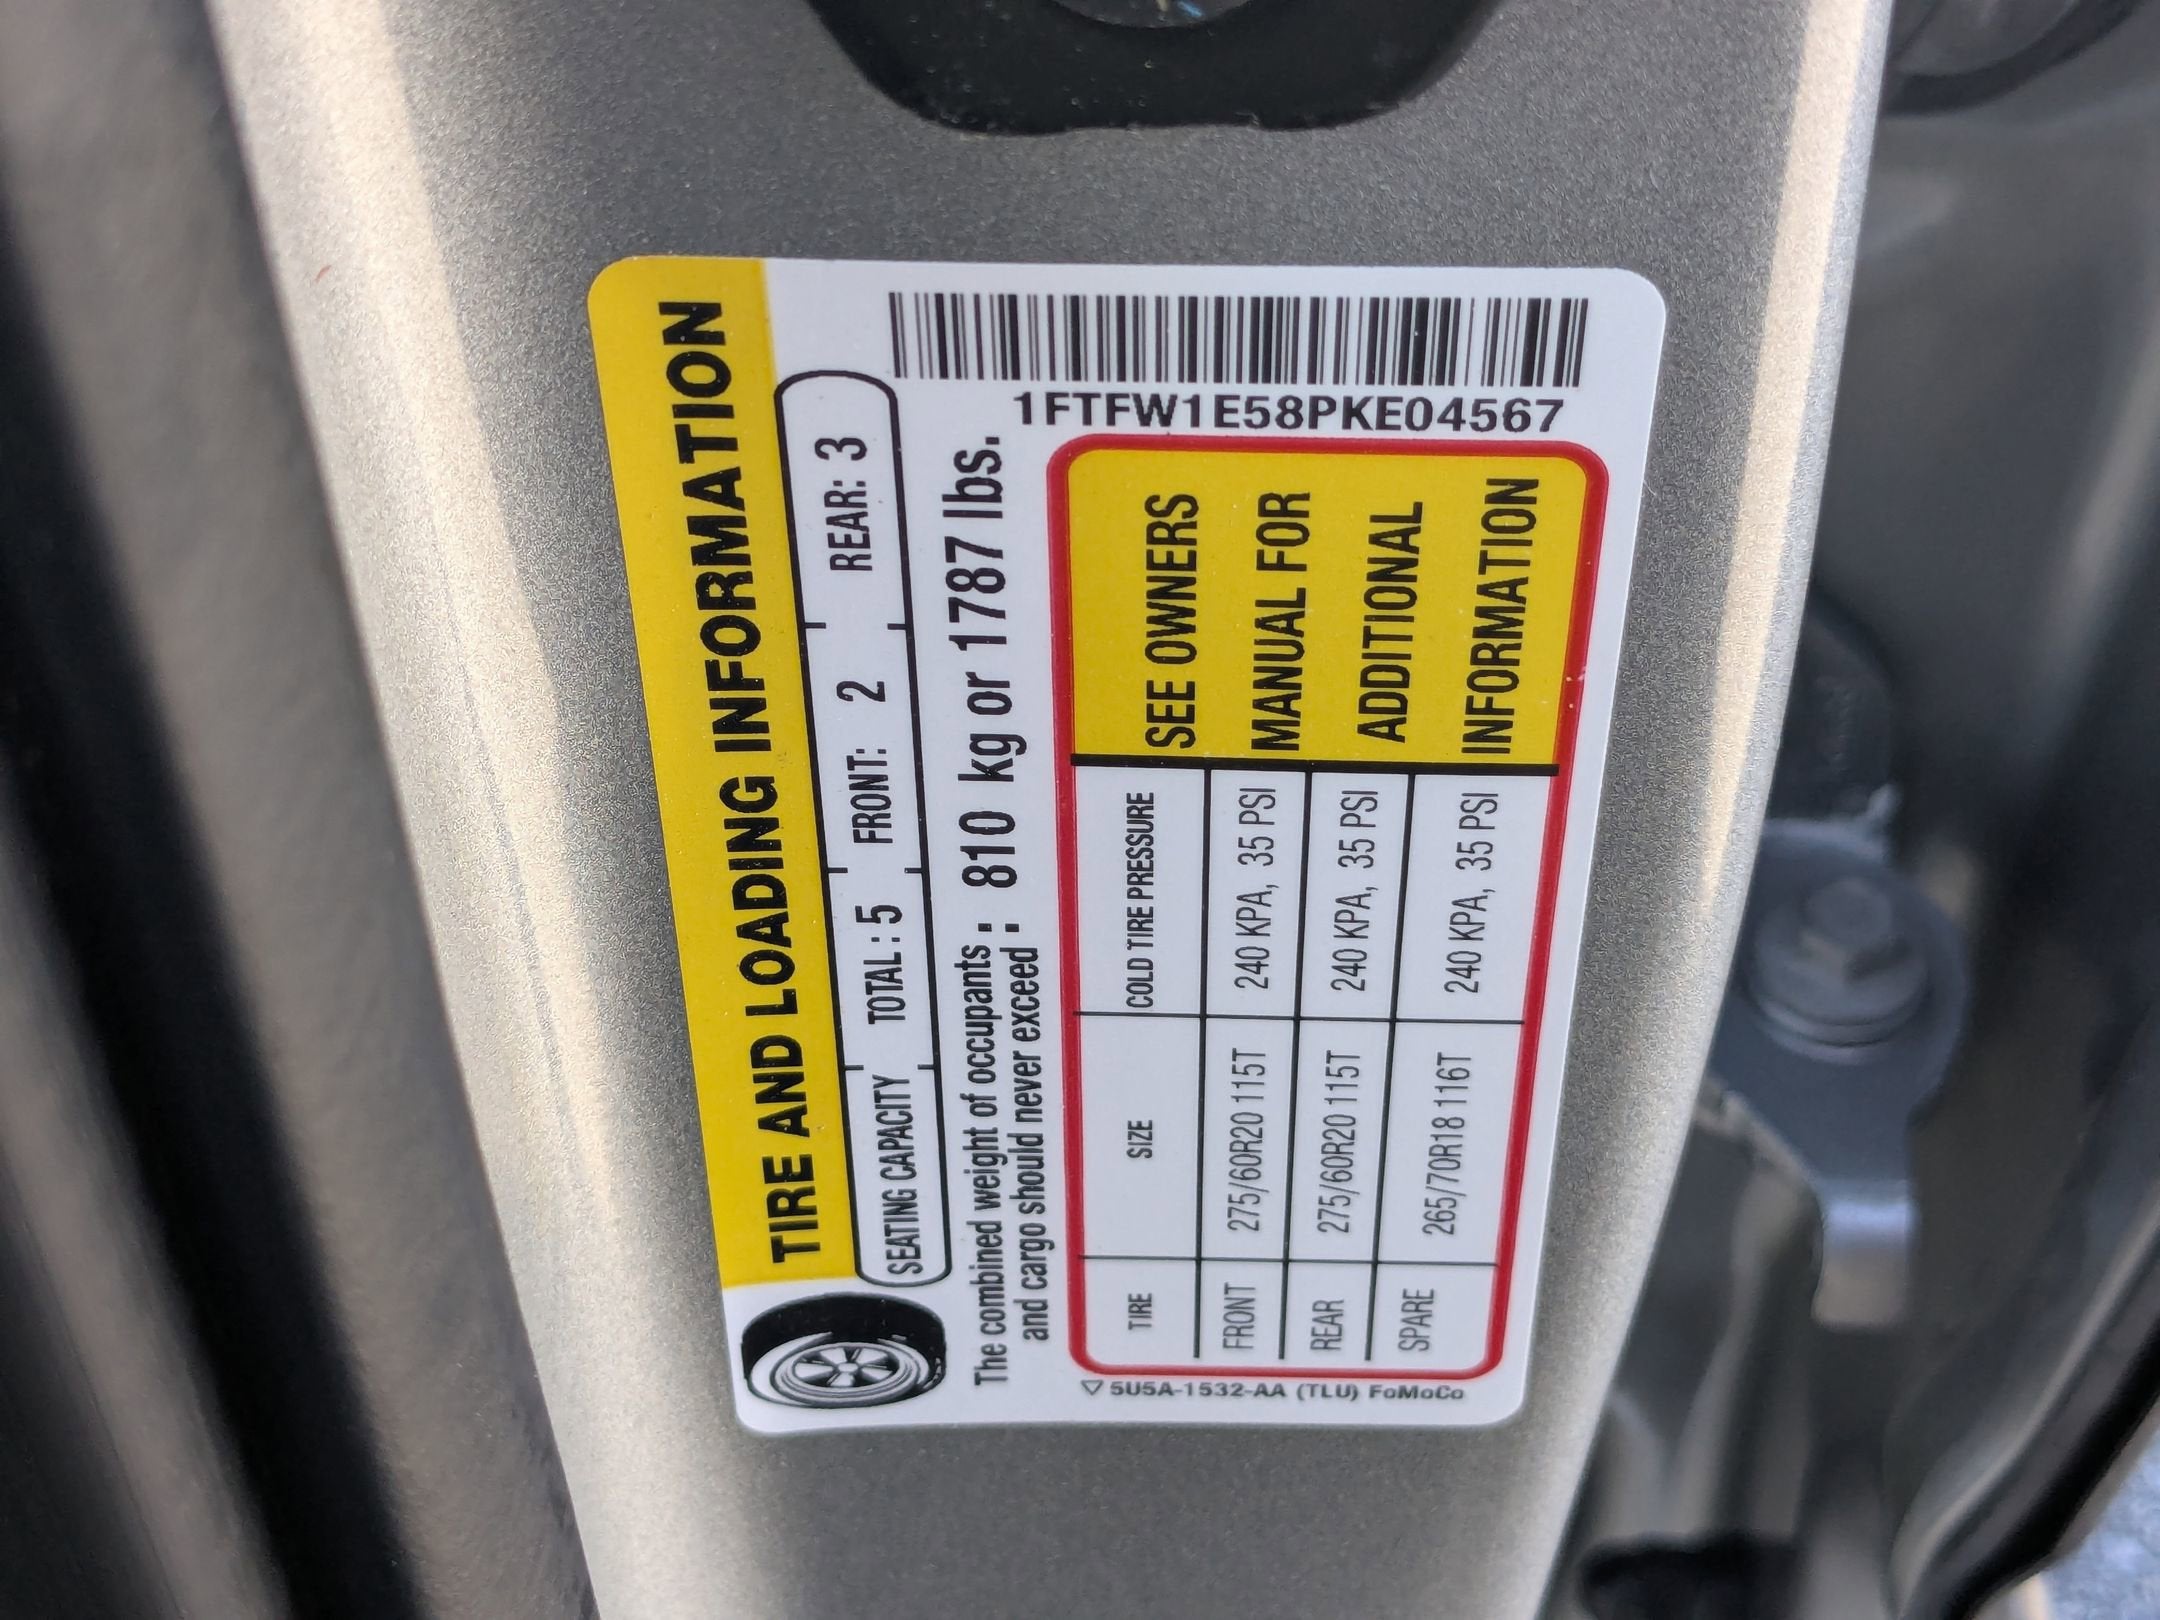 TIRE AND LOADING INFORMATION
SEATING CAPACITY TOTAL : 5 FRONT: 2 REAR: 3
The combined weight of occupants and cargo should never exceed : 810 kg or 1787 lbs.
1FTFW1E58PKE04567
TIRE SIZE COLD TIRE PRESSURE
FRONT 275/60R20 115T 240 KPA, 35 PSI
REAR 275/60R20 115T 240 KPA, 35 PSI
SPARE 265/70R18 116T 240 KPA, 35 PSI
SEE OWNERS
MANUAL FOR
ADDITIONAL
INFORMATION
5U5A-1532-AA (TLU) FoMoCo